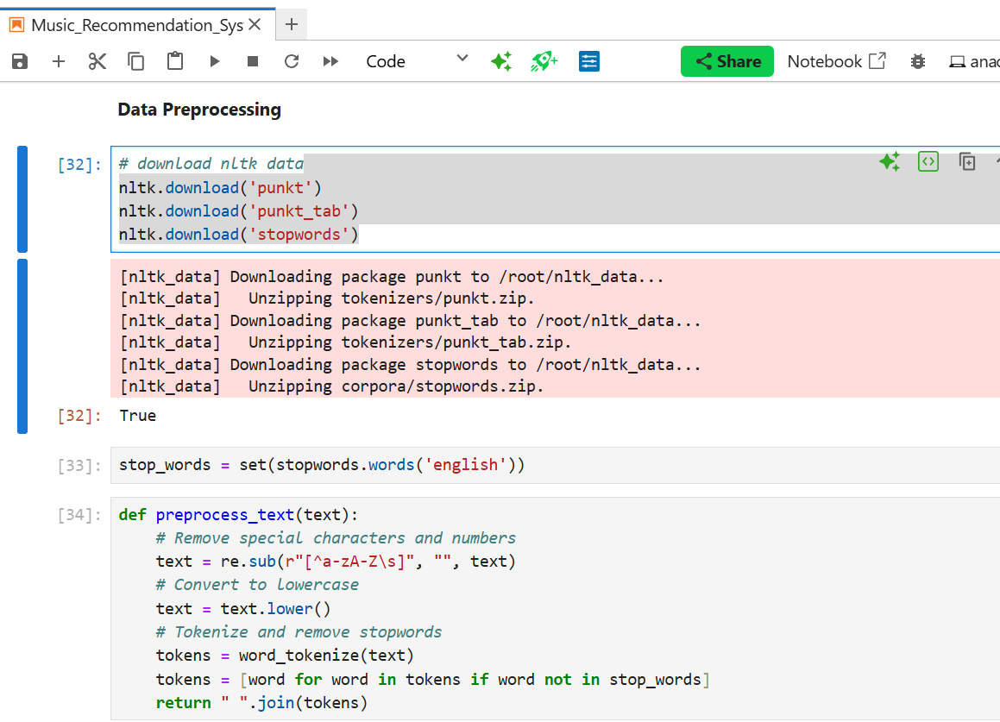 Music_Recommendation_Sys
Code
Share
Notebook
Data Preprocessing
[32]:
# download nltk data
nltk.download('punkt')
nltk.download('punkt_tab')
nltk.download('stopwords')
[nltk_data] Downloading package punkt to /root/nltk_data...
[nltk_data]   Unzipping tokenizers/punkt.zip.
[nltk_data] Downloading package punkt_tab to /root/nltk_data...
[nltk_data]   Unzipping tokenizers/punkt_tab.zip.
[nltk_data] Downloading package stopwords to /root/nltk_data...
[nltk_data]   Unzipping corpora/stopwords.zip.
[32]: True
[33]: stop_words = set(stopwords.words('english'))
[34]: def preprocess_text(text):
    # Remove special characters and numbers
    text = re.sub(r"[^a-zA-Z\s]", "", text)
    # Convert to lowercase
    text = text.lower()
    # Tokenize and remove stopwords
    tokens = word_tokenize(text)
    tokens = [word for word in tokens if word not in stop_words]
    return " ".join(tokens)